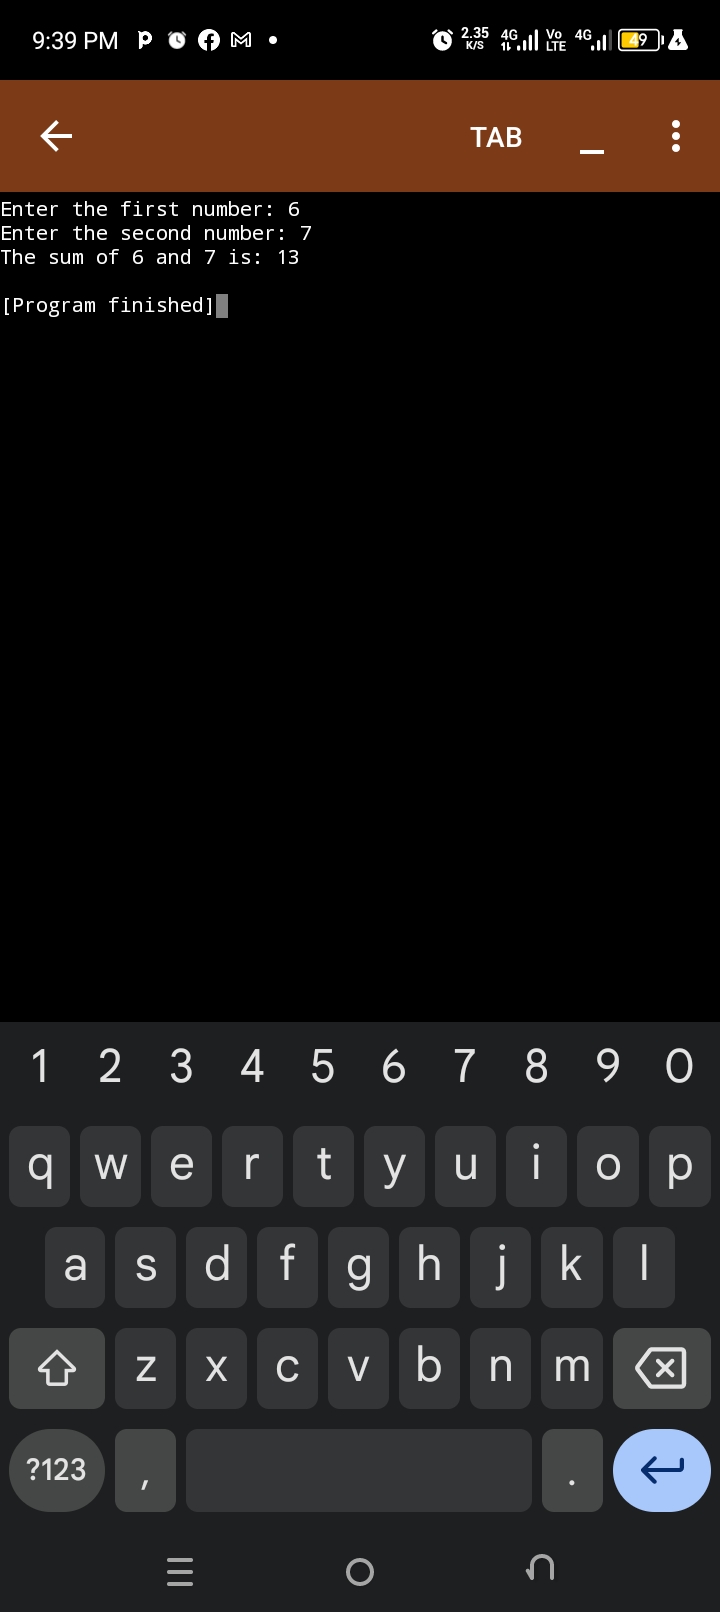 9:39 PM 2.35 K/S 4G Vo LTE 4G 49
TAB
Enter the first number: 6
Enter the second number: 7
The sum of 6 and 7 is: 13
[Program finished]
1 2 3 4 5 6 7 8 9 0
q w e r t y u i o p
a s d f g h j k l
z x c v b n m
?123 , .